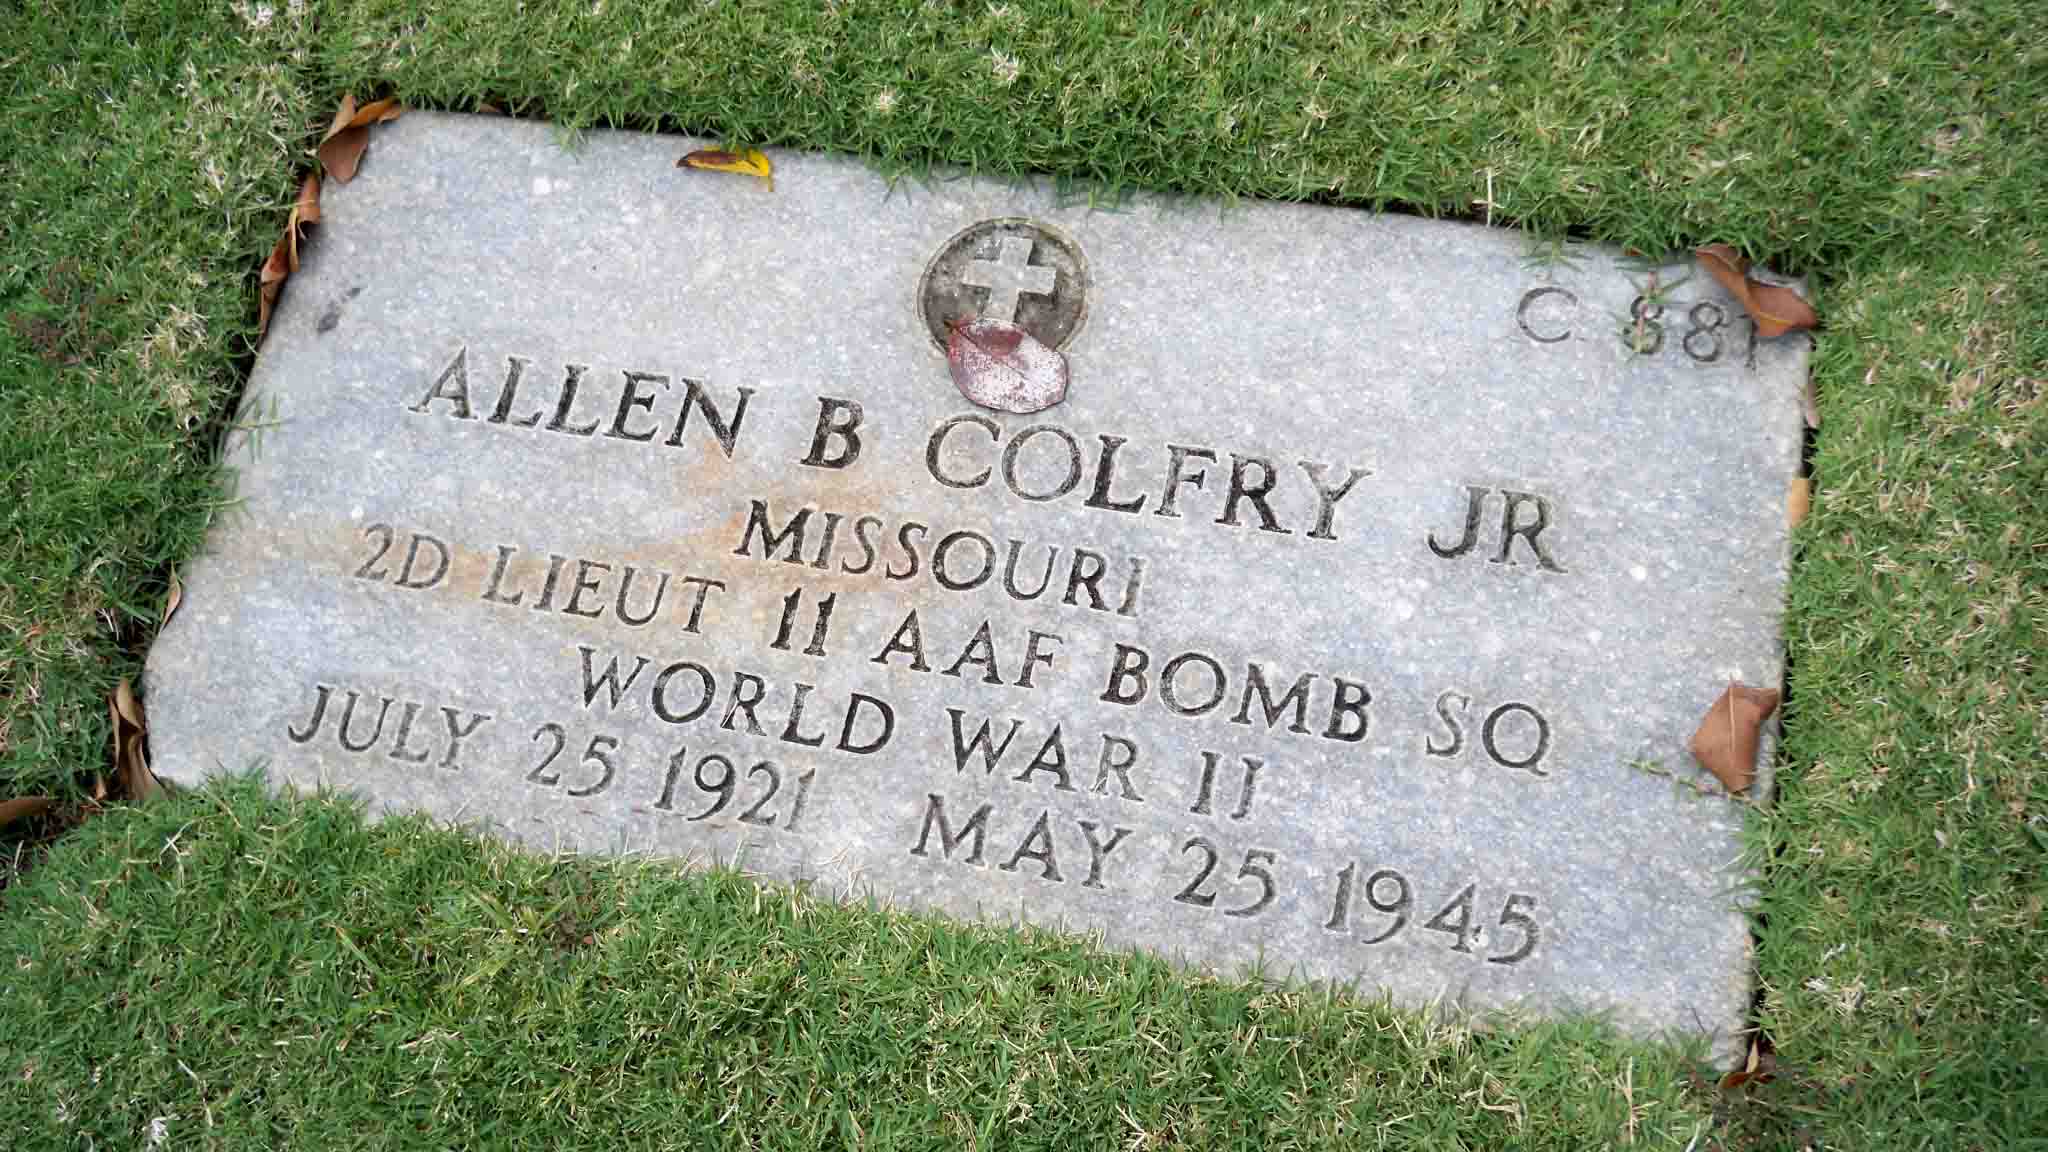 C 881
ALLEN B COLFRY JR
MISSOURI
2D LIEUT 11 AAF BOMB SQ
WORLD WAR II
JULY 25 1921 MAY 25 1945